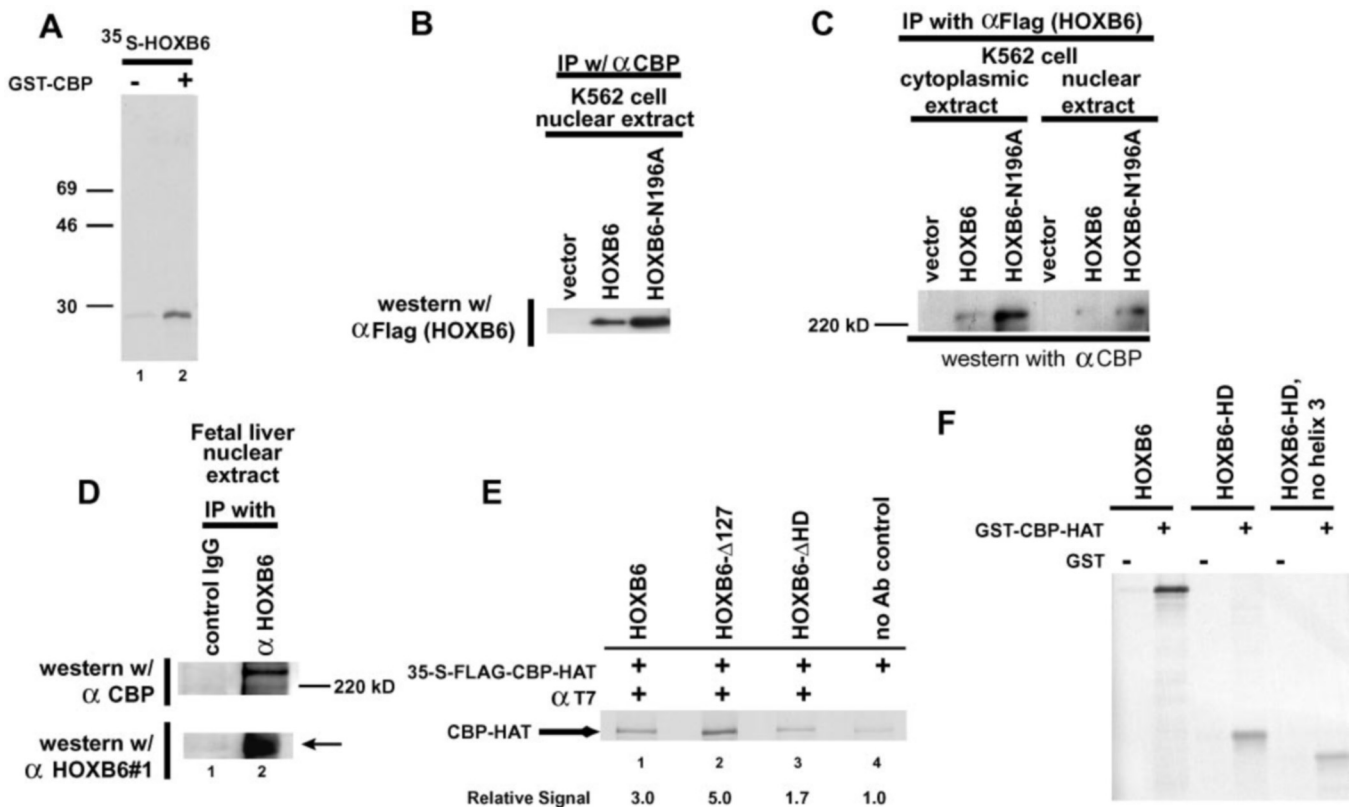 A
35 S-HOXB6
GST-CBP - +
69
46
30
1 2
B
IP w/ αCBP
K562 cell
nuclear extract
vector
HOXB6
HOXB6-N196A
western w/
αFlag (HOXB6)
C
IP with αFlag (HOXB6)
K562 cell
cytoplasmic nuclear
extract extract
vector
HOXB6
HOXB6-N196A
vector
HOXB6
HOXB6-N196A
220 kD
western with αCBP
D
Fetal liver
nuclear
extract
IP with
control IgG
α HOXB6
western w/
α CBP
220 kD
western w/
α HOXB6#1
1 2
E
HOXB6
HOXB6-Δ127
HOXB6-ΔHD
no Ab control
35-S-FLAG-CBP-HAT + + + +
α T7 + + +
CBP-HAT
1 2 3 4
Relative Signal 3.0 5.0 1.7 1.0
F
HOXB6
HOXB6-HD
HOXB6-HD,
no helix 3
GST-CBP-HAT + + +
GST - - -